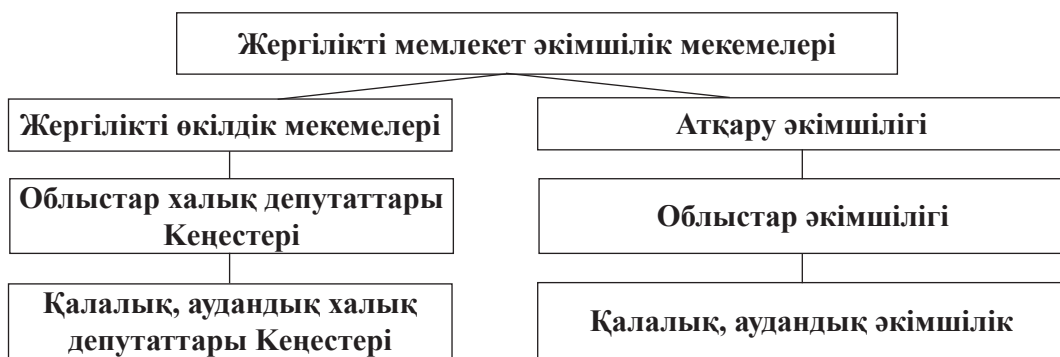 Жергілікті мемлекет әкімшілік мекемелері
Жергілікті өкілдік мекемелері
Атқару әкімшілігі
Облыстар халық депутаттары
Кеңестері
Облыстар әкімшілігі
Қалалық, аудандық халық
депутаттары Кеңестері
Қалалық, аудандық әкімшілік